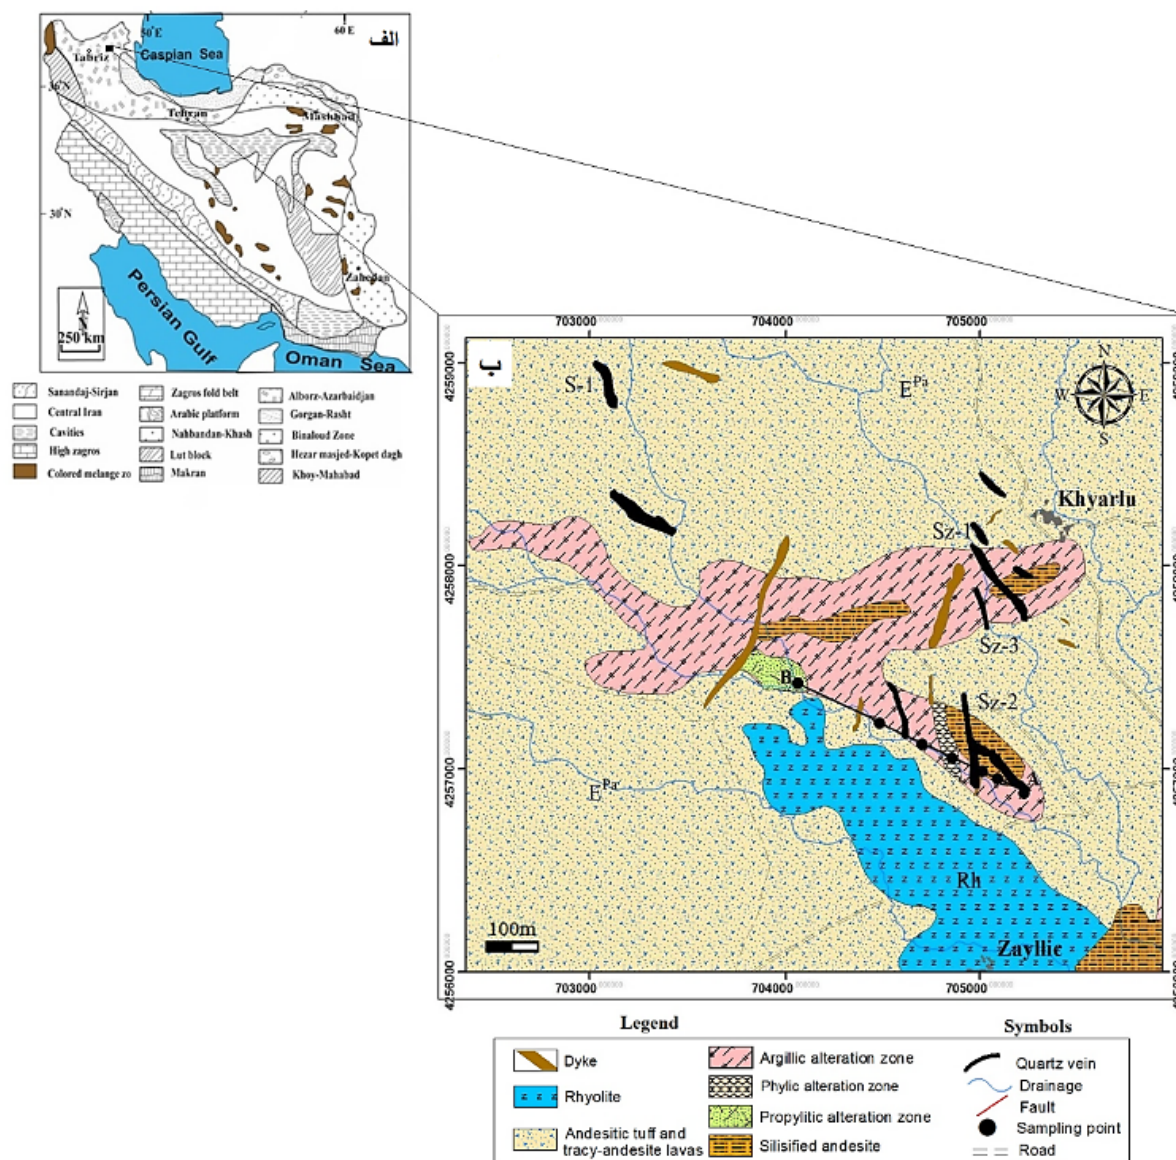 50°E
60°E
الف
Caspian Sea
Tabriz
36°N
Tehran
Mashhad
30°N
Zahedan
Persian Gulf
Oman Sea
N
250 km
Sanandaj-Sirjan
Zagros fold belt
Alborz-Azarbaidjan
Central Iran
Arabic platform
Gorgan-Rasht
Cavities
Nahbandan-Khash
Binaloud Zone
High zagros
Lut block
Hezar masjed-Kopet dagh
Colored melange zo
Makran
Khoy-Mahabad
703000
704000
705000
ب
4259000
S-1
E^Pa
N
W
E
S
Khyarlu
Sz-1
4258000
Sz-3
B
Sz-2
4257000
E^Pa
A
Rh
100m
Zayllic
4256000
703000
704000
705000
Legend
Symbols
Dyke
Argillic alteration zone
Quartz vein
Rhyolite
Phylic alteration zone
Drainage
Propylitic alteration zone
Fault
Andesitic tuff and
tracy-andesite lavas
Silisified andesite
Sampling point
Road